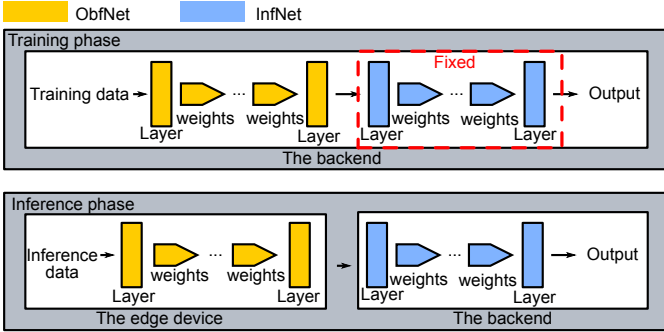 ObfNet InfNet
Training phase
Fixed
Training data ... ... Output
weights weights weights weights
Layer Layer Layer Layer
The backend
Inference phase
Inference data ... ... Output
weights weights weights weights
Layer Layer Layer Layer
The edge device The backend